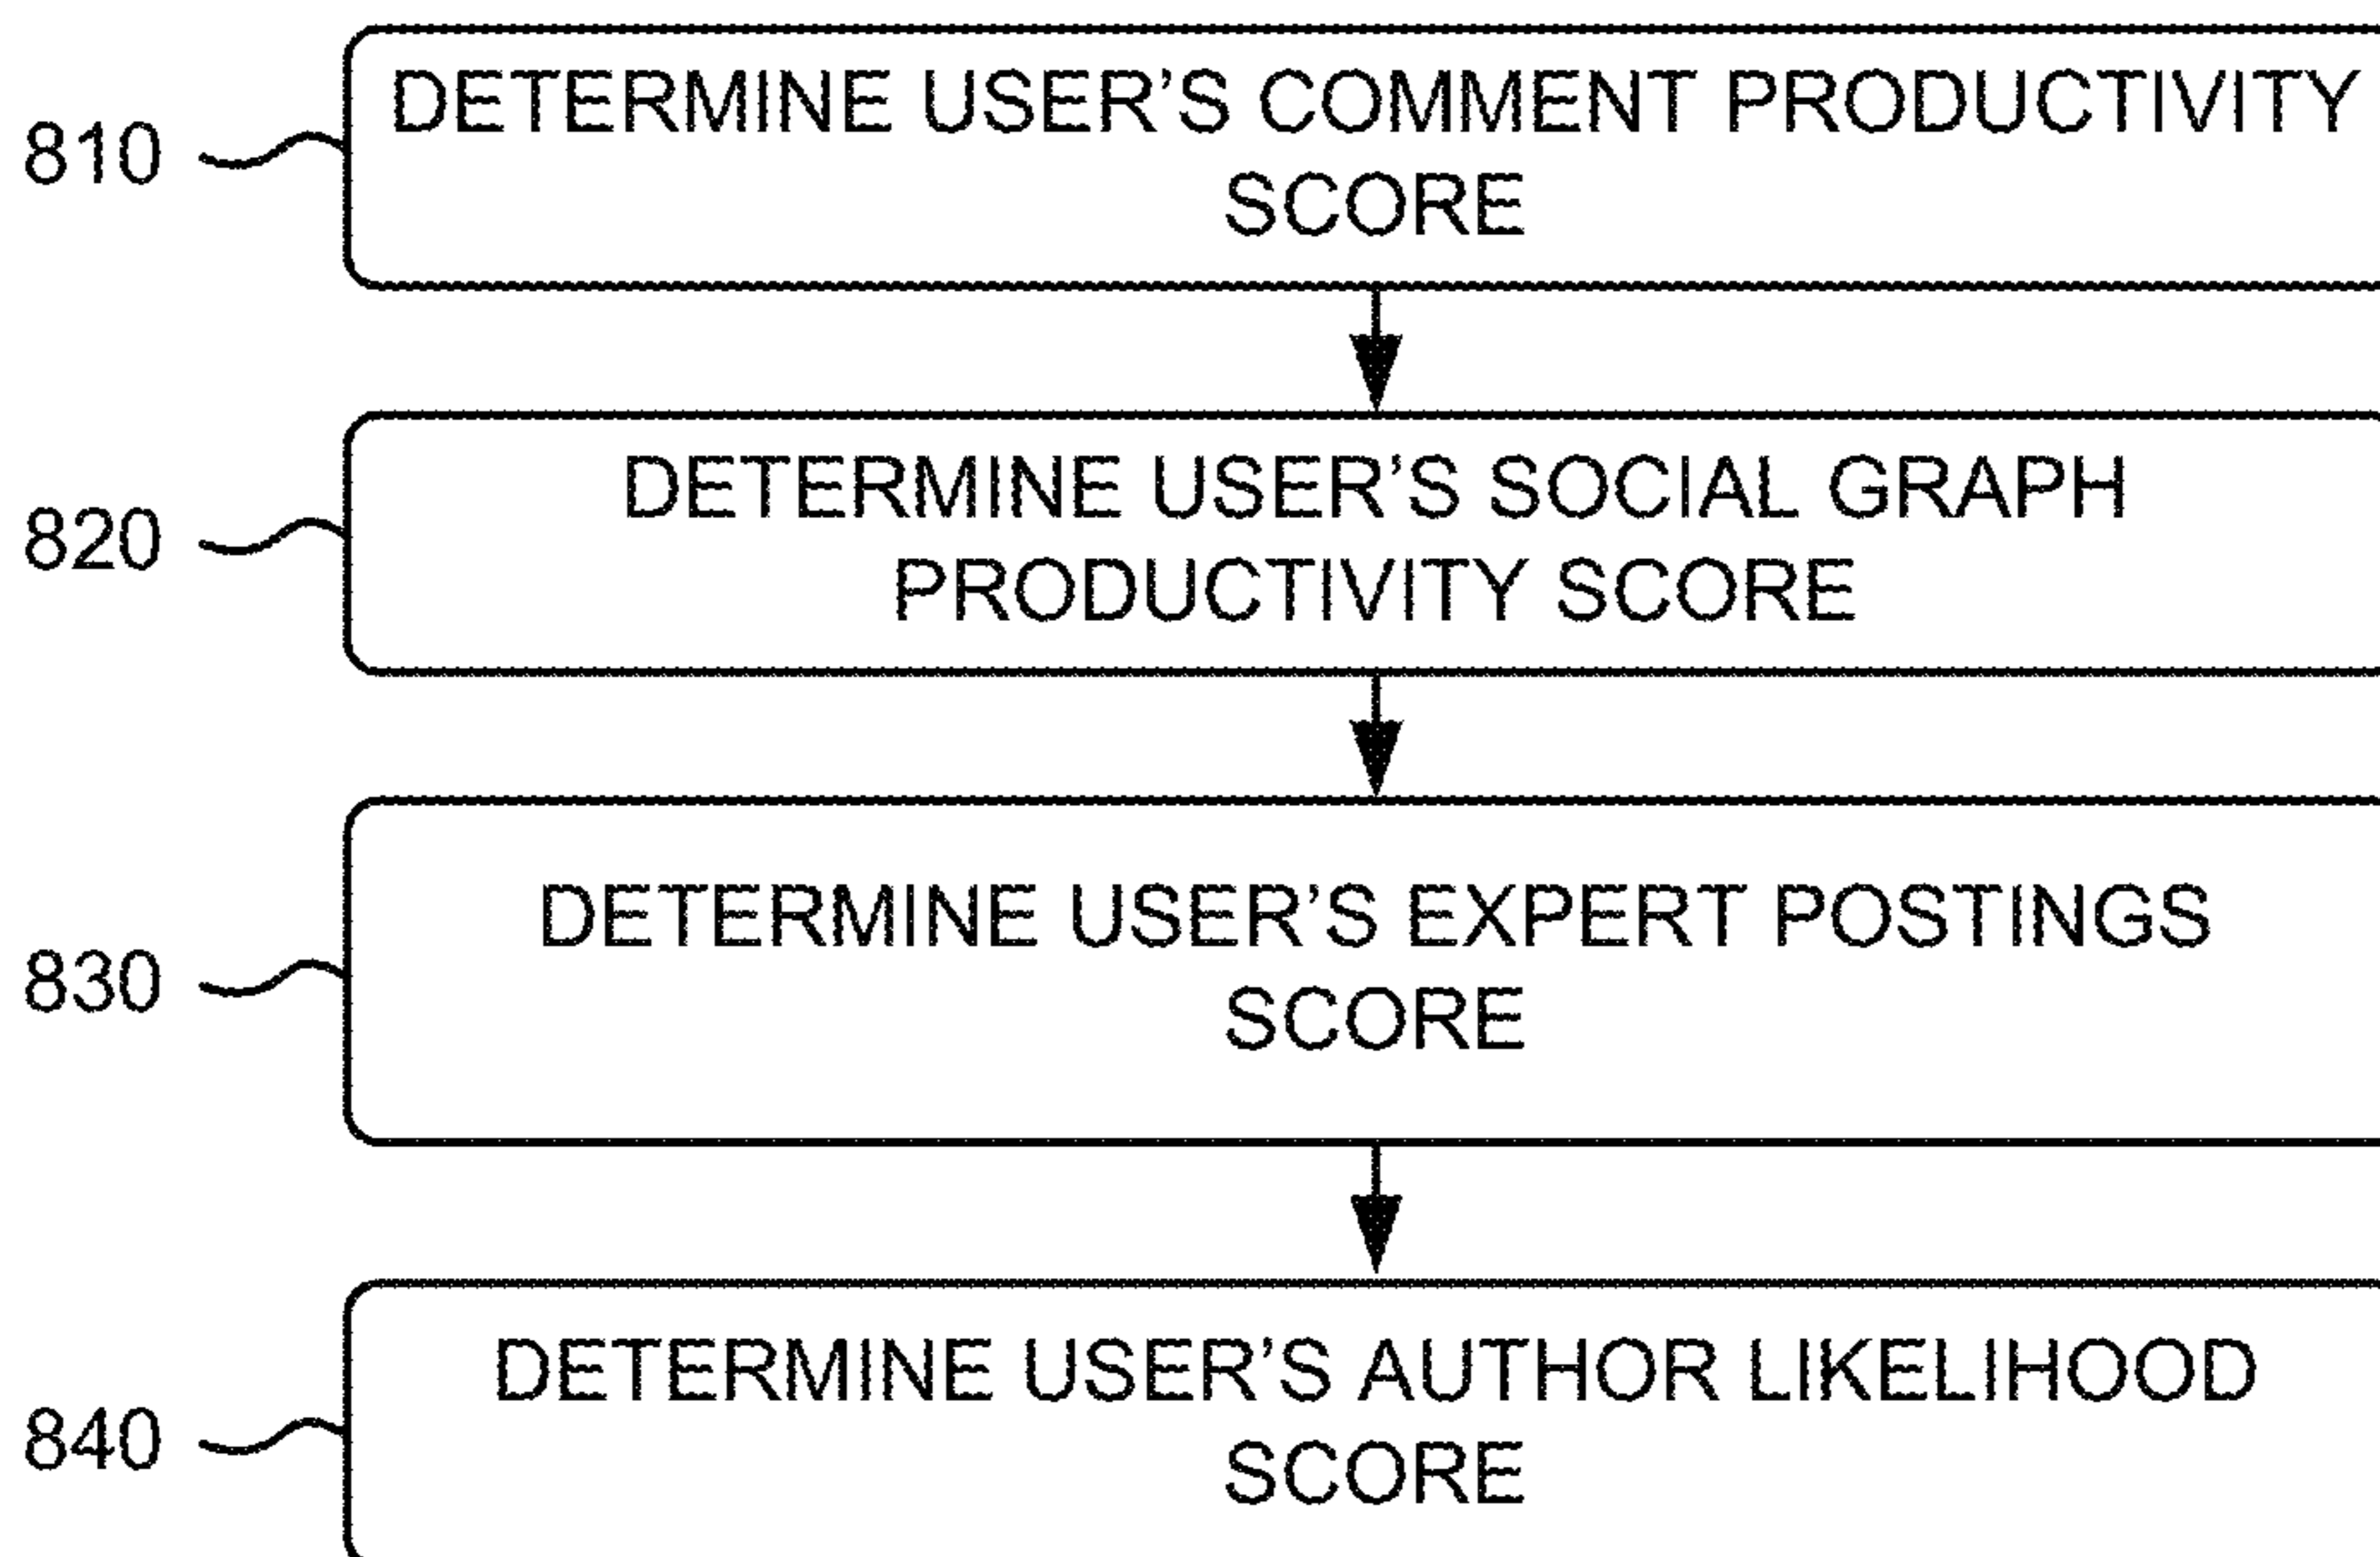 810
DETERMINE USER'S COMMENT PRODUCTIVITY
SCORE
820
DETERMINE USER'S SOCIAL GRAPH
PRODUCTIVITY SCORE
830
DETERMINE USER'S EXPERT POSTINGS
SCORE
840
DETERMINE USER'S AUTHOR LIKELIHOOD
SCORE